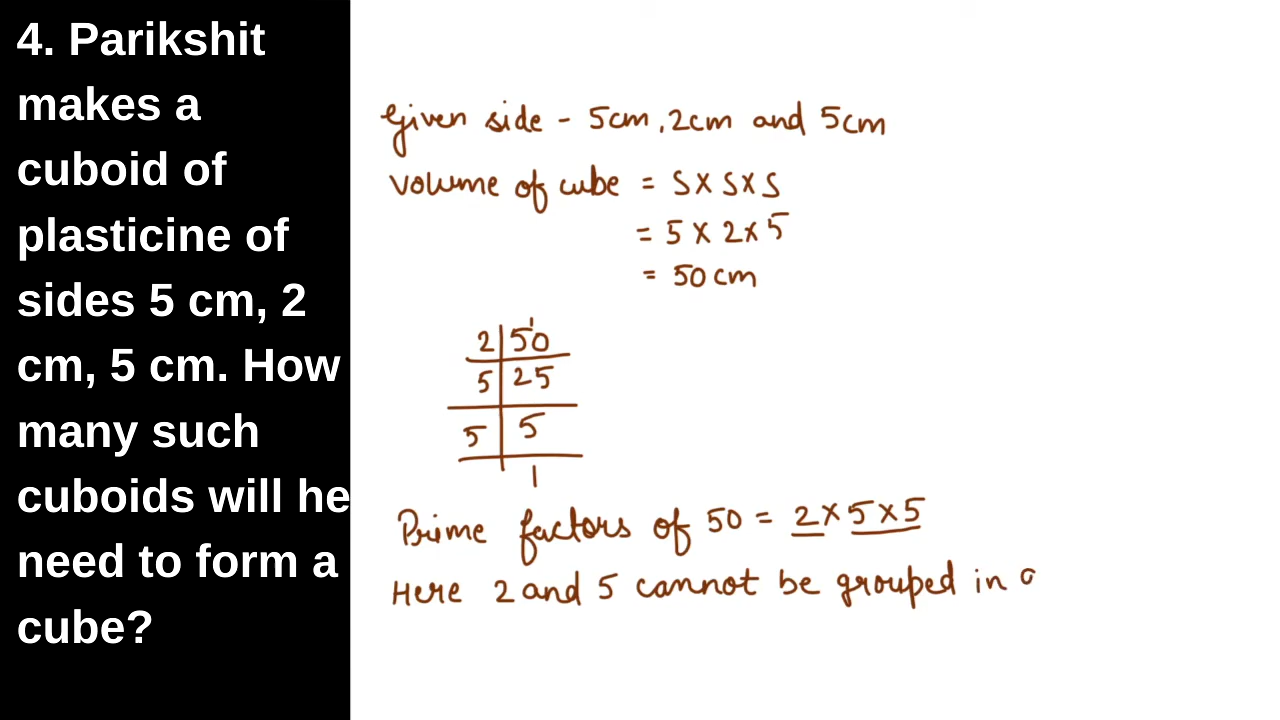 4. Parikshit
makes a
cuboid of
plasticine of
sides 5 cm, 2
cm, 5 cm. How
many such
cuboids will he
need to form a
cube?
Given side - 5cm, 2cm and 5cm
Volume of cube = S x S x S
= 5 x 2 x 5
= 50 cm
2 | 50
5 | 25
5 | 5
1
Prime factors of 50 = 2 x 5 x 5
Here 2 and 5 cannot be grouped in a